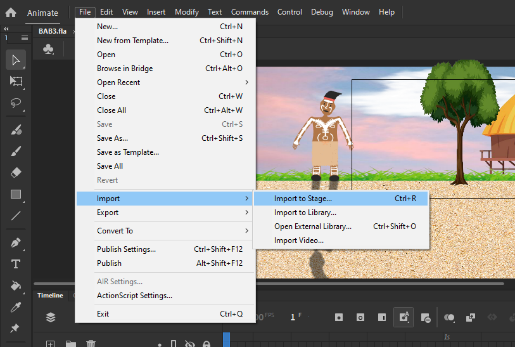 Animate File Edit View Insert Modify Text Commands Control Debug Window Help
BAB3.fla
New... Ctrl+N
New from Template... Ctrl+Shift+N
Open Ctrl+O
Browse in Bridge Ctrl+Alt+O
Open Recent
Close Ctrl+W
Close All Ctrl+Alt+W
Save Ctrl+S
Save As... Ctrl+Shift+S
Save as Template...
Save All
Revert
Import
Import to Stage... Ctrl+R
Export
Import to Library...
Open External Library... Ctrl+Shift+O
Convert To
Import Video...
Publish Settings... Ctrl+Shift+F12
Publish Alt+Shift+F12
AIR Settings...
ActionScript Settings...
Timeline
Exit Ctrl+Q
FPS 1 F
1s